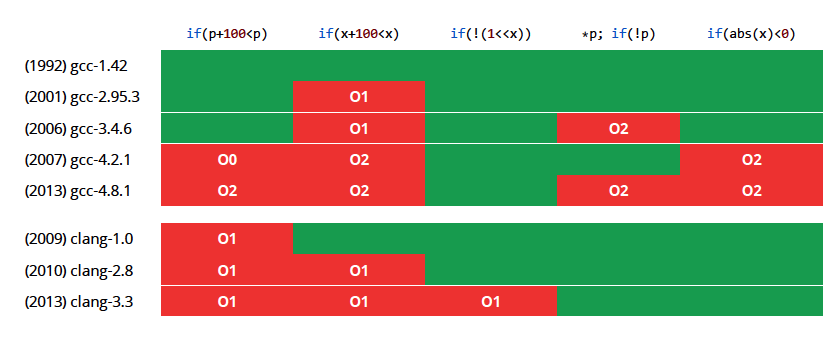 if(p+100<p) if(x+100<x) if(!(1<<x)) *p; if(!p) if(abs(x)<0)
(1992) gcc-1.42
(2001) gcc-2.95.3 O1
(2006) gcc-3.4.6 O1 O2
(2007) gcc-4.2.1 O0 O2 O2
(2013) gcc-4.8.1 O2 O2 O2 O2
(2009) clang-1.0 O1
(2010) clang-2.8 O1 O1
(2013) clang-3.3 O1 O1 O1